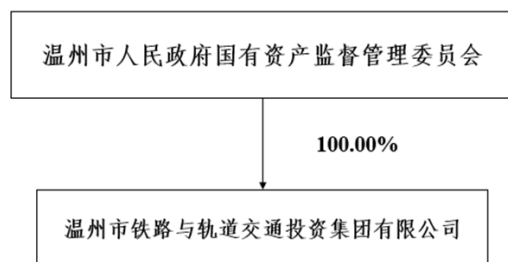 温州市人民政府国有资产监督管理委员会
100.00%
温州市铁路与轨道交通投资集团有限公司